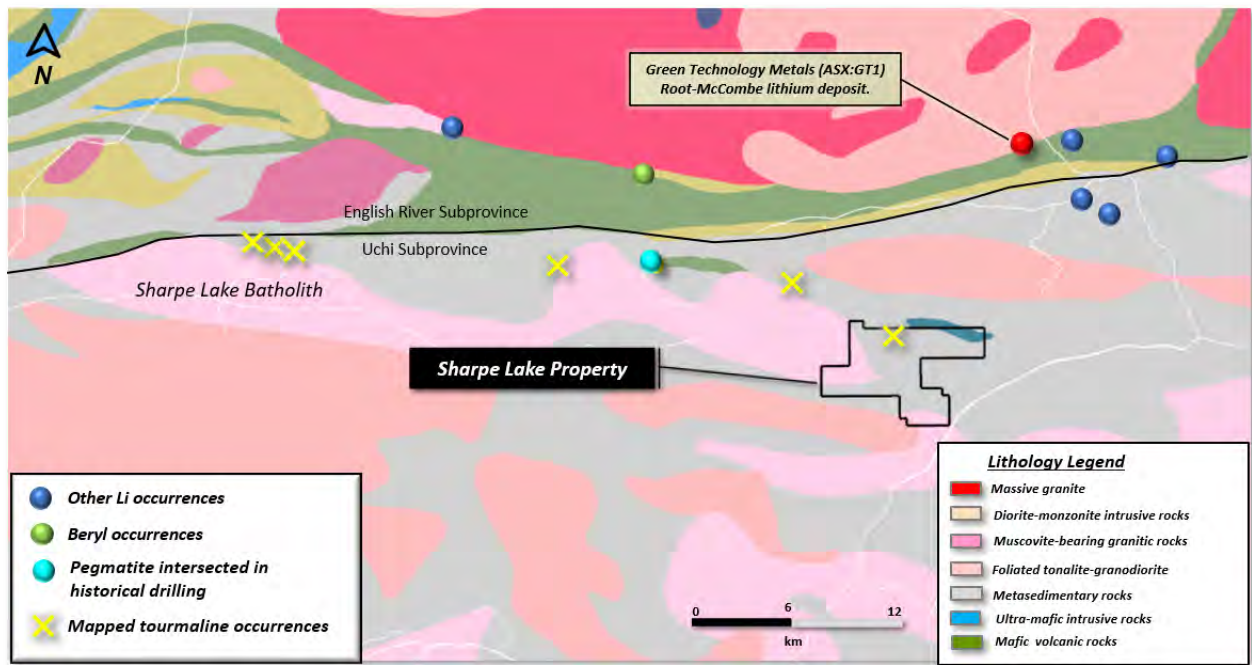 N
Green Technology Metals (ASX:GT1)
Root-McCombe lithium deposit.
English River Subprovince
Uchi Subprovince
Sharpe Lake Batholith
Sharpe Lake Property
Other Li occurrences
Beryl occurrences
Pegmatite intersected in
historical drilling
Mapped tourmaline occurrences
0 6 12
km
Lithology Legend
Massive granite
Diorite-monzonite intrusive rocks
Muscovite-bearing granitic rocks
Foliated tonalite-granodiorite
Metasedimentary rocks
Ultra-mafic intrusive rocks
Mafic volcanic rocks